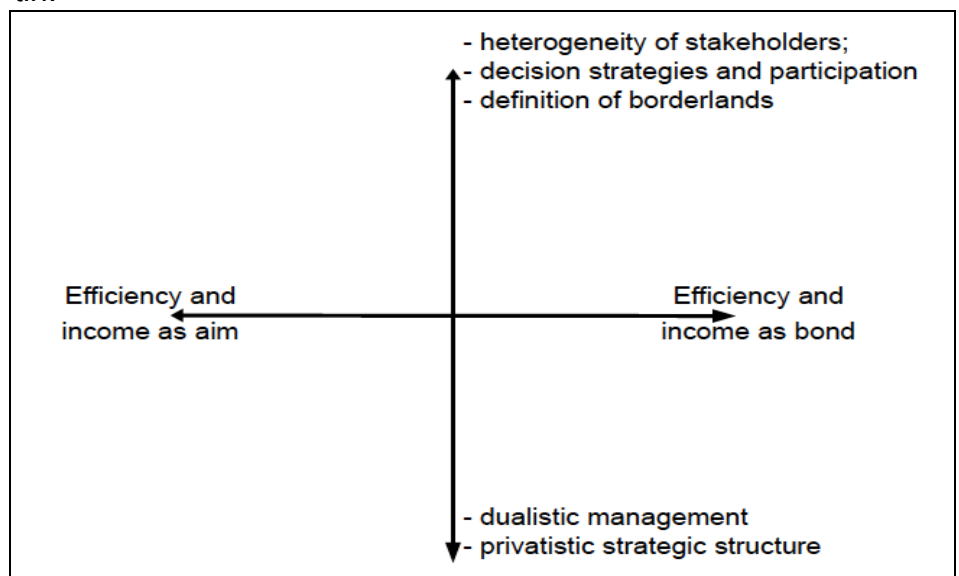 - heterogeneity of stakeholders;
- decision strategies and participation
- definition of borderlands
Efficiency and
income as aim
Efficiency and
income as bond
- dualistic management
- privatistic strategic structure